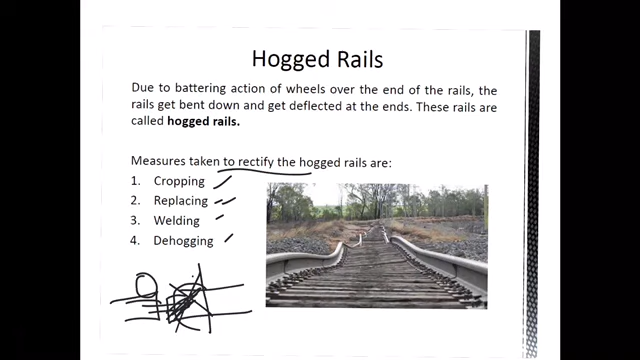 Hogged Rails
Due to battering action of wheels over the end of the rails, the
rails get bent down and get deflected at the ends. These rails are
called hogged rails.
Measures taken to rectify the hogged rails are:
1. Cropping
2. Replacing
3. Welding
4. Dehogging